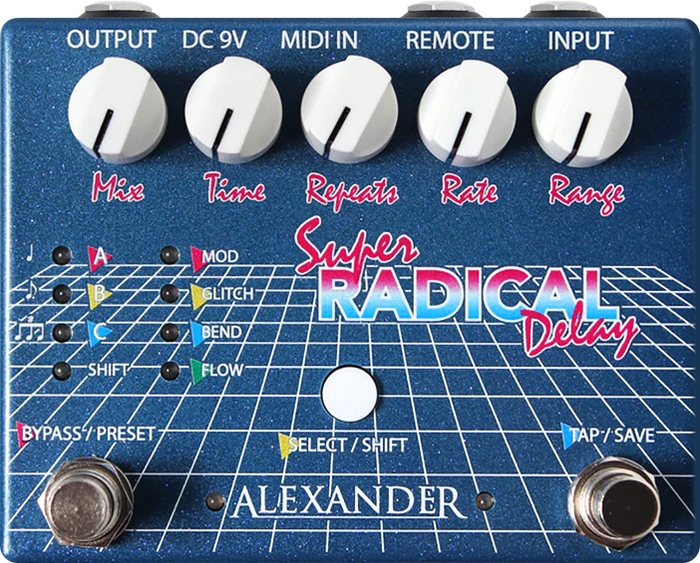 OUTPUT DC 9V MIDI IN REMOTE INPUT
Mix Time Repeats Rate Range
Super
RADICAL
Delay
A MOD
B GLITCH
C BEND
SHIFT FLOW
BYPASS / PRESET
SELECT / SHIFT
TAP / SAVE
ALEXANDER